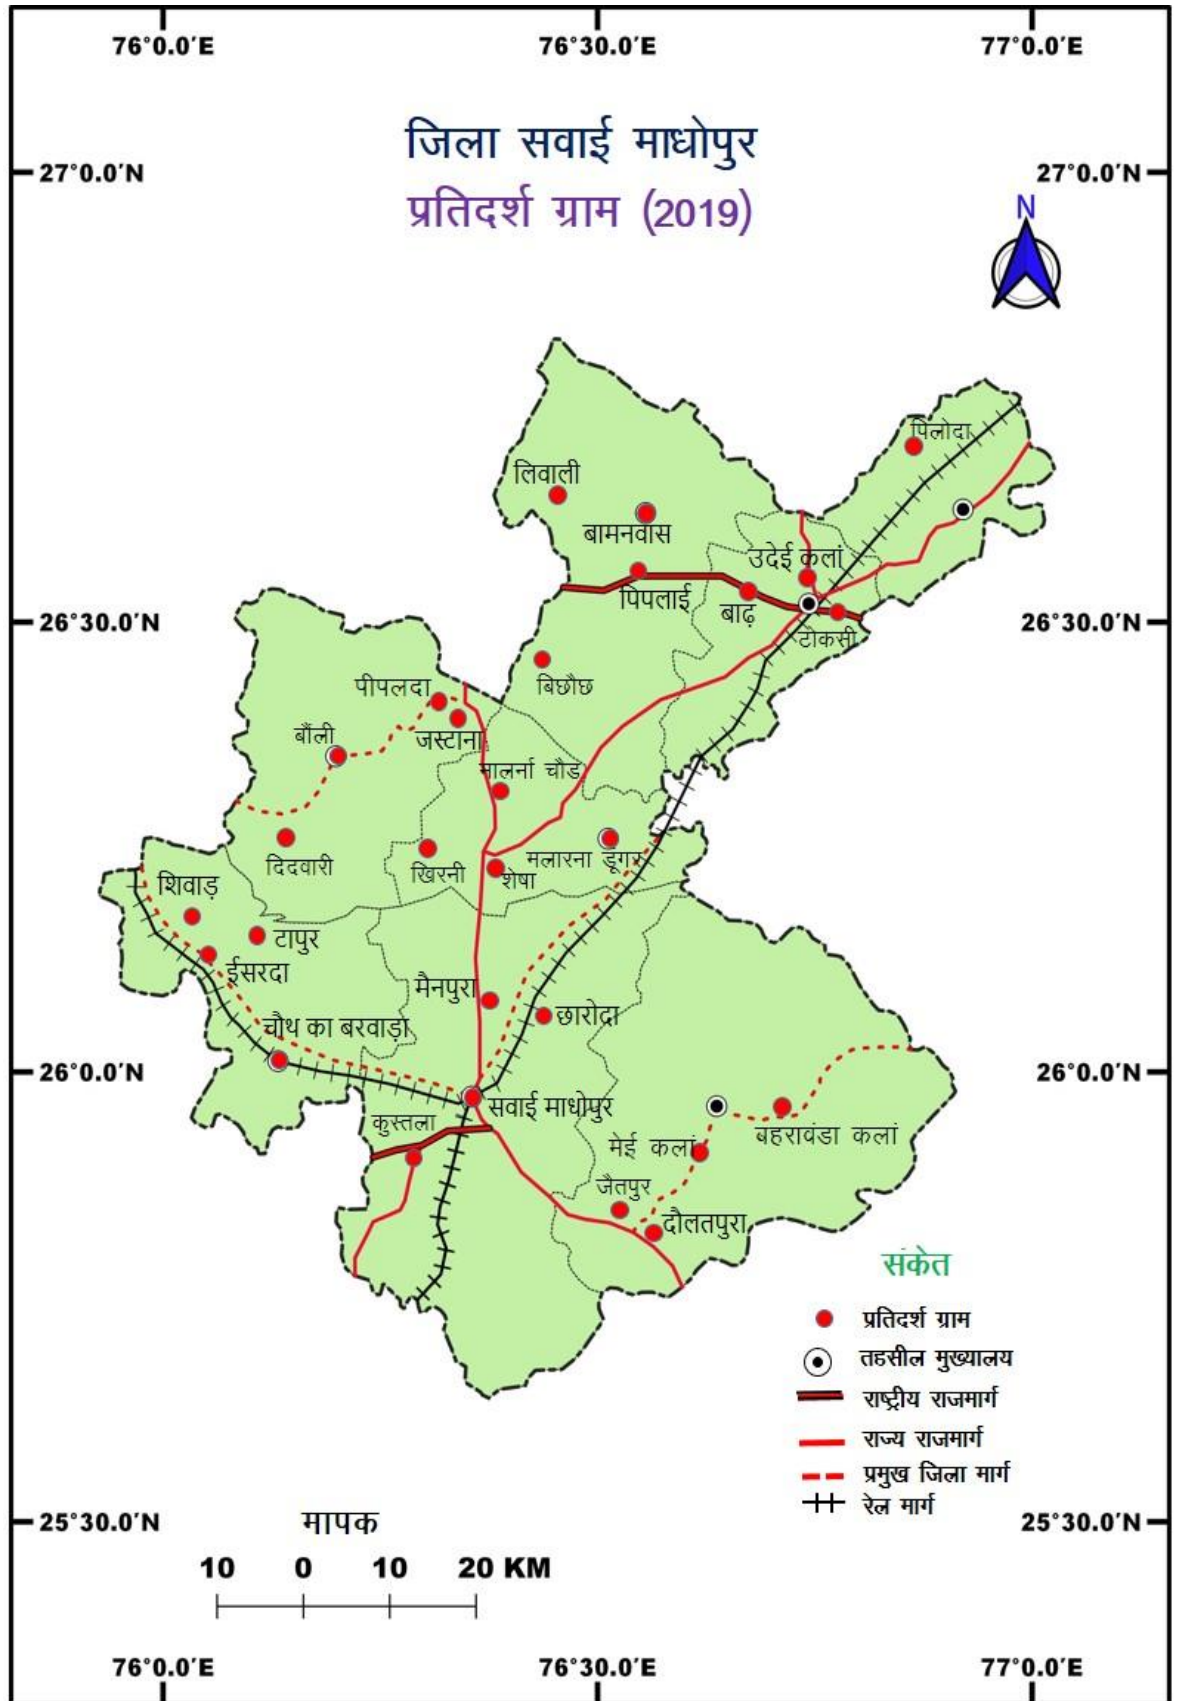 76°0.0'E 76°30.0'E 77°0.0'E
जिला सवाई माधोपुर
27°0.0'N 27°0.0'N
प्रतिदर्श ग्राम (2019)
N
पिलोदा
लिवाली
बामनवास
उदेई कलां
पिपलाई
बाढ़
26°30.0'N 26°30.0'N
टोकसी
बिछौछ
पीपलदा
बौंली
जस्टाना
मालर्ना चौड
मलारना डूंगर
दिदवारी
खिरनी
शेषा
शिवाड़
टापुर
ईसरदा
मैनपुरा
छारोदा
चौथ का बरवाड़ा
26°0.0'N 26°0.0'N
सवाई माधोपुर
कुस्तला
बहरावंडा कलां
मेई कलां
जैतपुर
दौलतपुरा
संकेत
प्रतिदर्श ग्राम
तहसील मुख्यालय
राष्ट्रीय राजमार्ग
राज्य राजमार्ग
प्रमुख जिला मार्ग
रेल मार्ग
25°30.0'N 25°30.0'N
मापक
10 0 10 20 KM
76°0.0'E 76°30.0'E 77°0.0'E